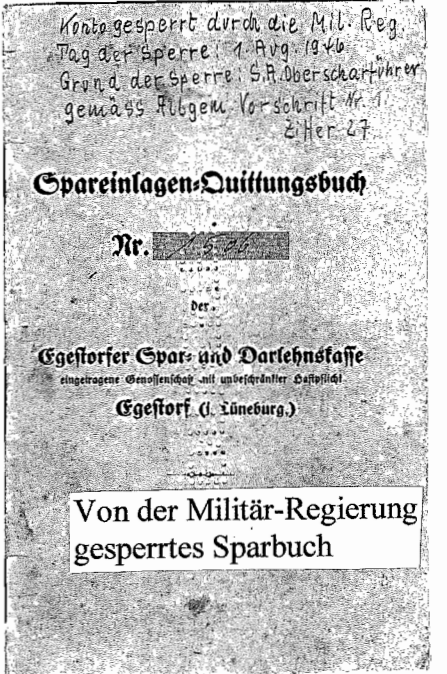 Konto gesperrt durch die Mil. Reg.
Tag der Sperre: 1. Aug. 1946
Grund der Sperre: S.A. Oberscharführer
gemäss Allgem. Vorschrift Nr. 1.
Ziffer 27
Spareinlagen=Quittungsbuch
Nr. 1506
der
Egestorfer Spar= und Darlehnskasse
eingetragene Genossenschaft mit unbeschränkter Haftpflicht
Egestorf (i. Lüneburg.)
Von der Militär-Regierung
gesperrtes Sparbuch